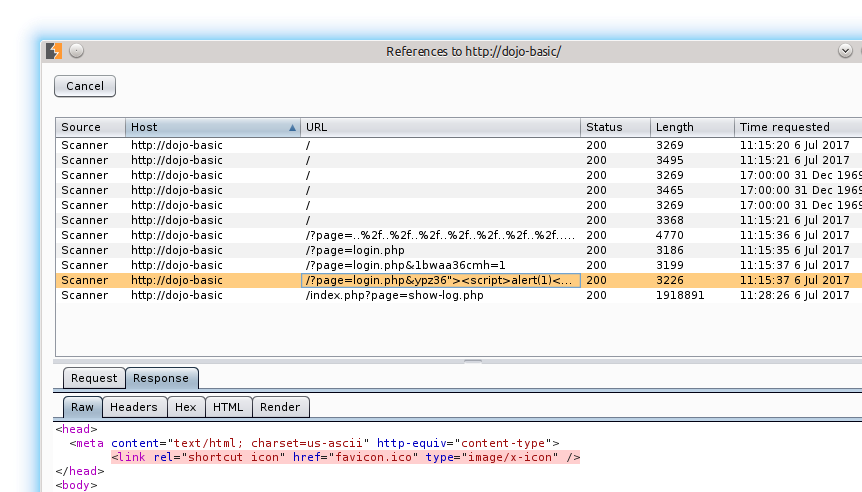 References to http://dojo-basic/
Cancel
Source Host URL Status Length Time requested
Scanner http://dojo-basic / 200 3269 11:15:20 6 Jul 2017
Scanner http://dojo-basic / 200 3495 11:15:21 6 Jul 2017
Scanner http://dojo-basic / 200 3269 17:00:00 31 Dec 1969
Scanner http://dojo-basic / 200 3465 17:00:00 31 Dec 1969
Scanner http://dojo-basic / 200 3269 17:00:00 31 Dec 1969
Scanner http://dojo-basic / 200 3368 11:15:21 6 Jul 2017
Scanner http://dojo-basic /?page=..%2f..%2f..%2f..%2f..%2f..%2f..%2f..... 200 4770 11:15:36 6 Jul 2017
Scanner http://dojo-basic /?page=login.php 200 3186 11:15:35 6 Jul 2017
Scanner http://dojo-basic /?page=login.php&1bwaa36cmh=1 200 3199 11:15:37 6 Jul 2017
Scanner http://dojo-basic /?page=login.php&ypz36"><script>alert(1)<... 200 3226 11:15:37 6 Jul 2017
Scanner http://dojo-basic /index.php?page=show-log.php 200 1918891 11:28:26 6 Jul 2017
Request Response
Raw Headers Hex HTML Render
<head>
<meta content="text/html; charset=us-ascii" http-equiv="content-type">
<link rel="shortcut icon" href="favicon.ico" type="image/x-icon" />
</head>
<body>